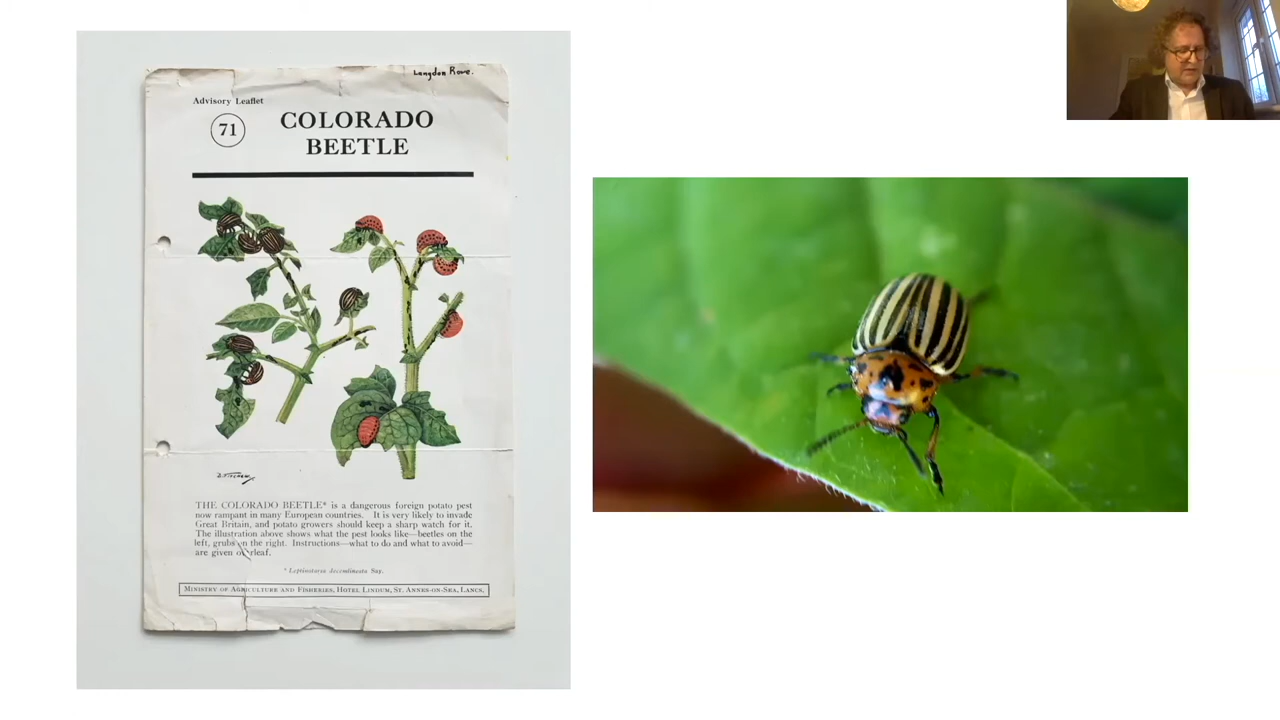 Langdon Rowe.
Advisory Leaflet
71
COLORADO
BEETLE
THE COLORADO BEETLE* is a dangerous foreign potato pest
now rampant in many European countries. It is very likely to invade
Great Britain, and potato growers should keep a sharp watch for it.
The illustration above shows what the pest looks like—beetles on the
left, grubs on the right. Instructions—what to do and what to avoid—
are given overleaf.
* Leptinotarsa decemlineata Say.
MINISTRY OF AGRICULTURE AND FISHERIES, HOTEL LINDUM, ST. ANNES-ON-SEA, LANCS.